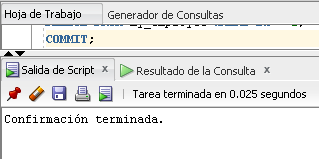 Hoja de Trabajo Generador de Consultas
COMMIT;
Salida de Script x Resultado de la Consulta x
Tarea terminada en 0.025 segundos
Confirmación terminada.